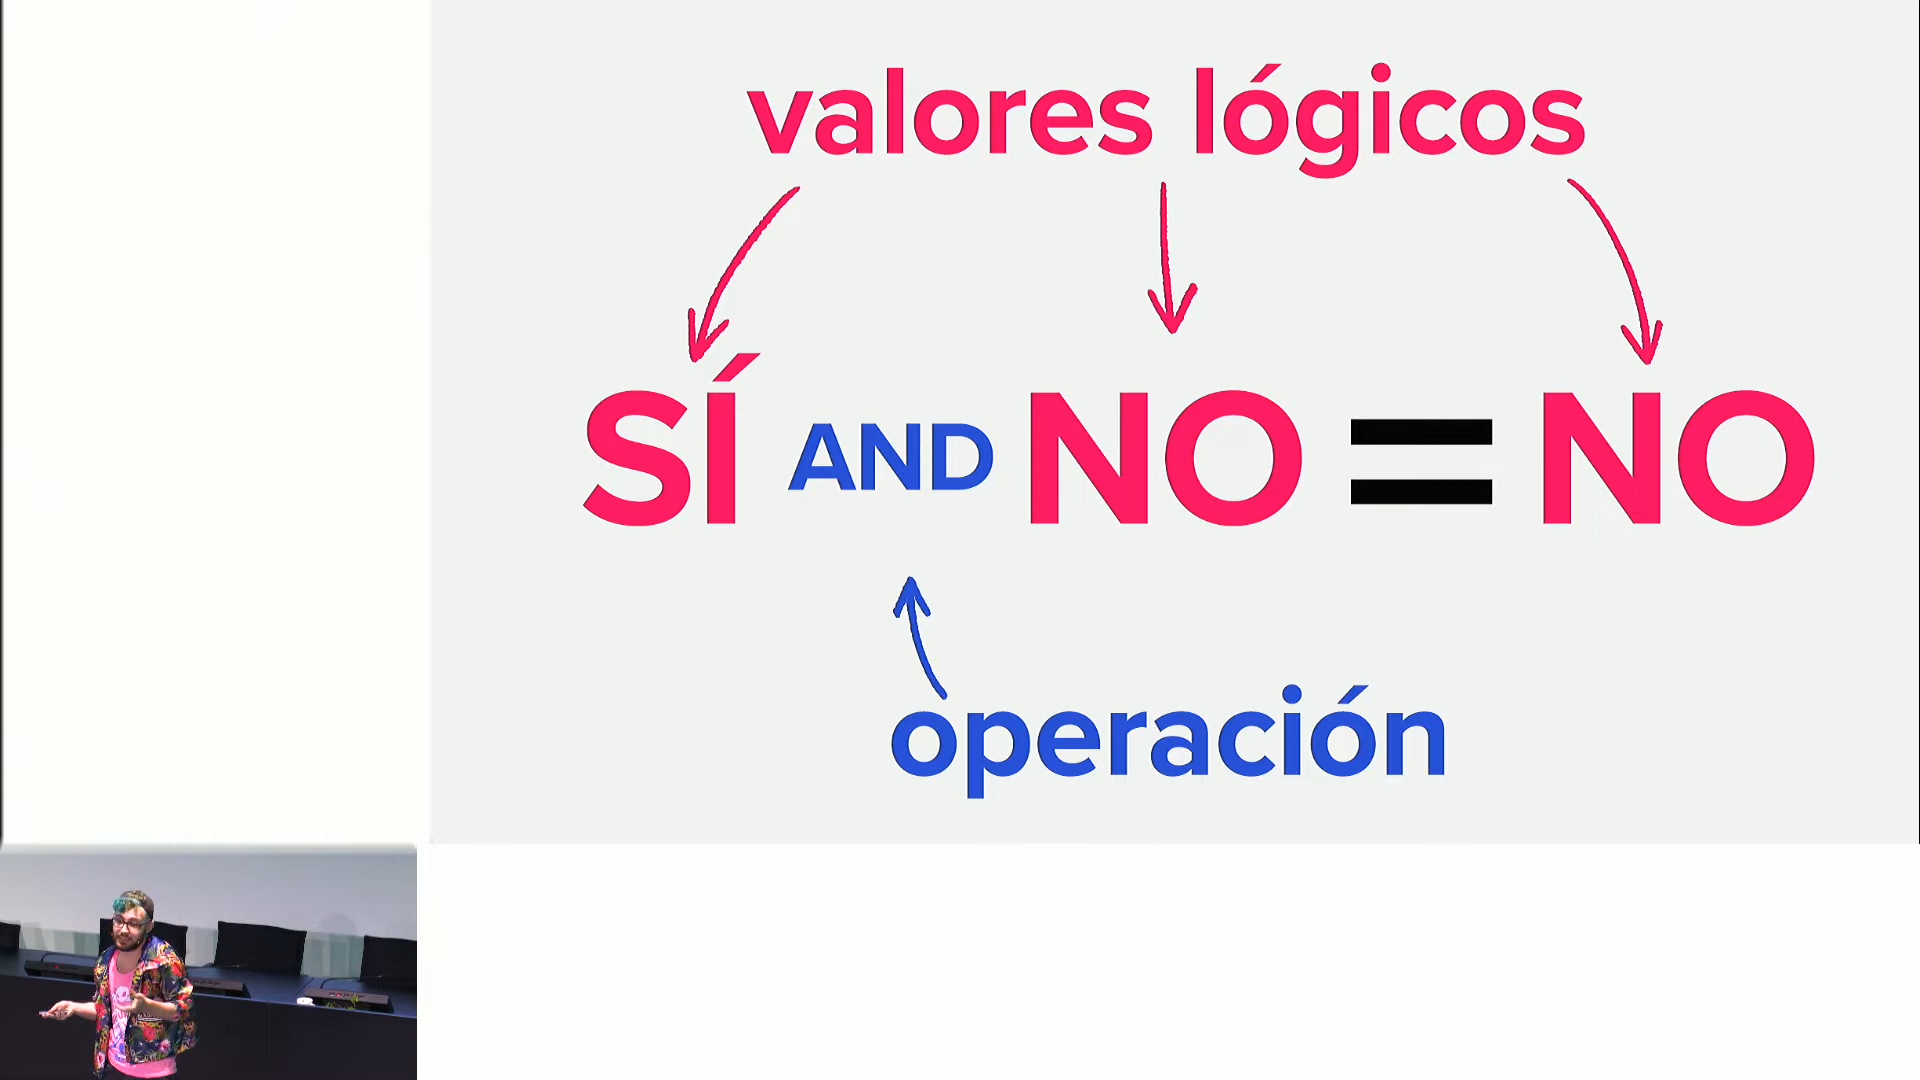 valores lógicos
SÍ AND NO = NO
operación